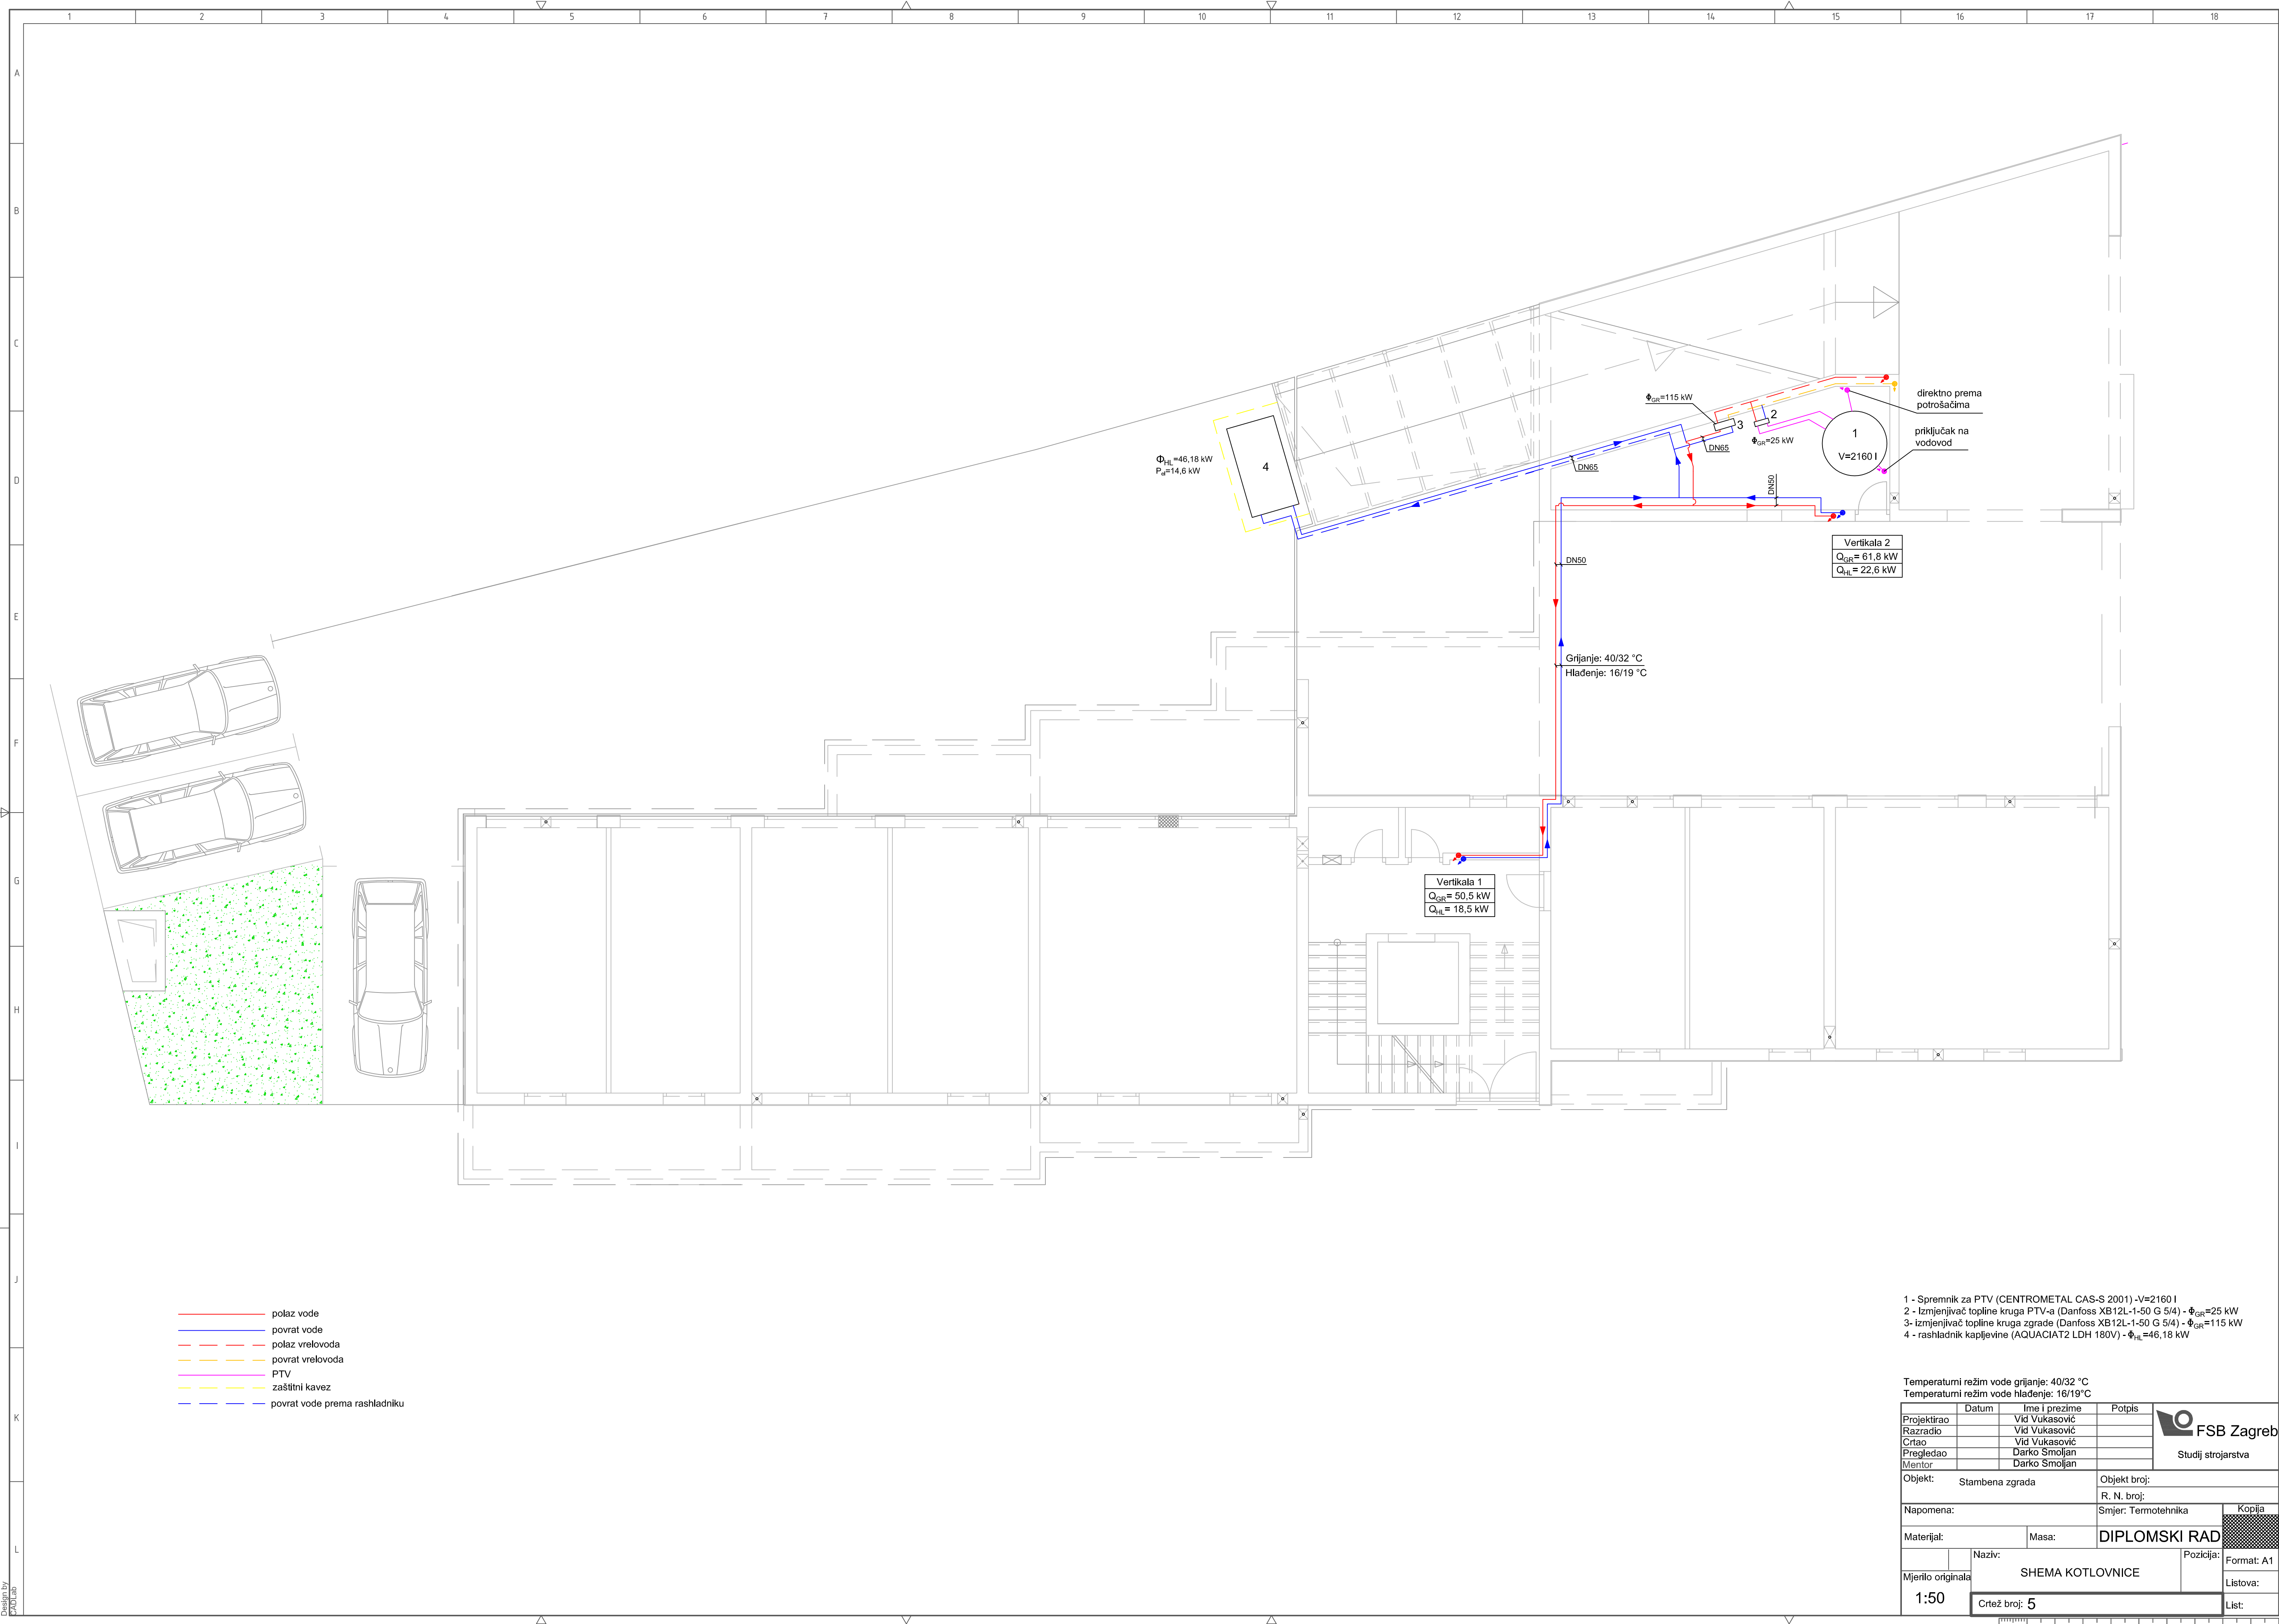 1 2 3 4 5 6 7 8 9 10 11 12 13 14 15 16 17 18
A
B
C
D
E
F
G
H
I
J
K
L
ΦGR=115 kW
3
2
ΦGR=25 kW
1
V=2160 l
direktno prema
potrošačima
priključak na
vodovod
ΦHL=46,18 kW
Pel=14,6 kW
4
DN65
DN65
DN50
DN50
Vertikala 2
QGR= 61,8 kW
QHL= 22,6 kW
Grijanje: 40/32 °C
Hlađenje: 16/19 °C
Vertikala 1
QGR= 50,5 kW
QHL= 18,5 kW
polaz vode
povrat vode
polaz vrelovoda
povrat vrelovoda
PTV
zaštitni kavez
povrat vode prema rashladniku
1 - Spremnik za PTV (CENTROMETAL CAS-S 2001) -V=2160 l
2 - Izmjenjivač topline kruga PTV-a (Danfoss XB12L-1-50 G 5/4) - ΦGR=25 kW
3- izmjenjivač topline kruga zgrade (Danfoss XB12L-1-50 G 5/4) - ΦGR=115 kW
4 - rashladnik kapljevine (AQUACIAT2 LDH 180V) - ΦHL=46,18 kW
Temperaturni režim vode grijanje: 40/32 °C
Temperaturni režim vode hlađenje: 16/19°C
Datum Ime i prezime Potpis
Projektirao Vid Vukasović
Razradio Vid Vukasović
Crtao Vid Vukasović
Pregledao Darko Smoljan
Mentor Darko Smoljan
FSB Zagreb
Studij strojarstva
Objekt: Stambena zgrada
Objekt broj:
R. N. broj:
Napomena:
Smjer: Termotehnika
Kopija
Materijal:
Masa:
DIPLOMSKI RAD
Naziv:
SHEMA KOTLOVNICE
Pozicija:
Format: A1
Listova:
Mjerilo originala
1:50
Crtež broj: 5
List:
Design by
CADLab